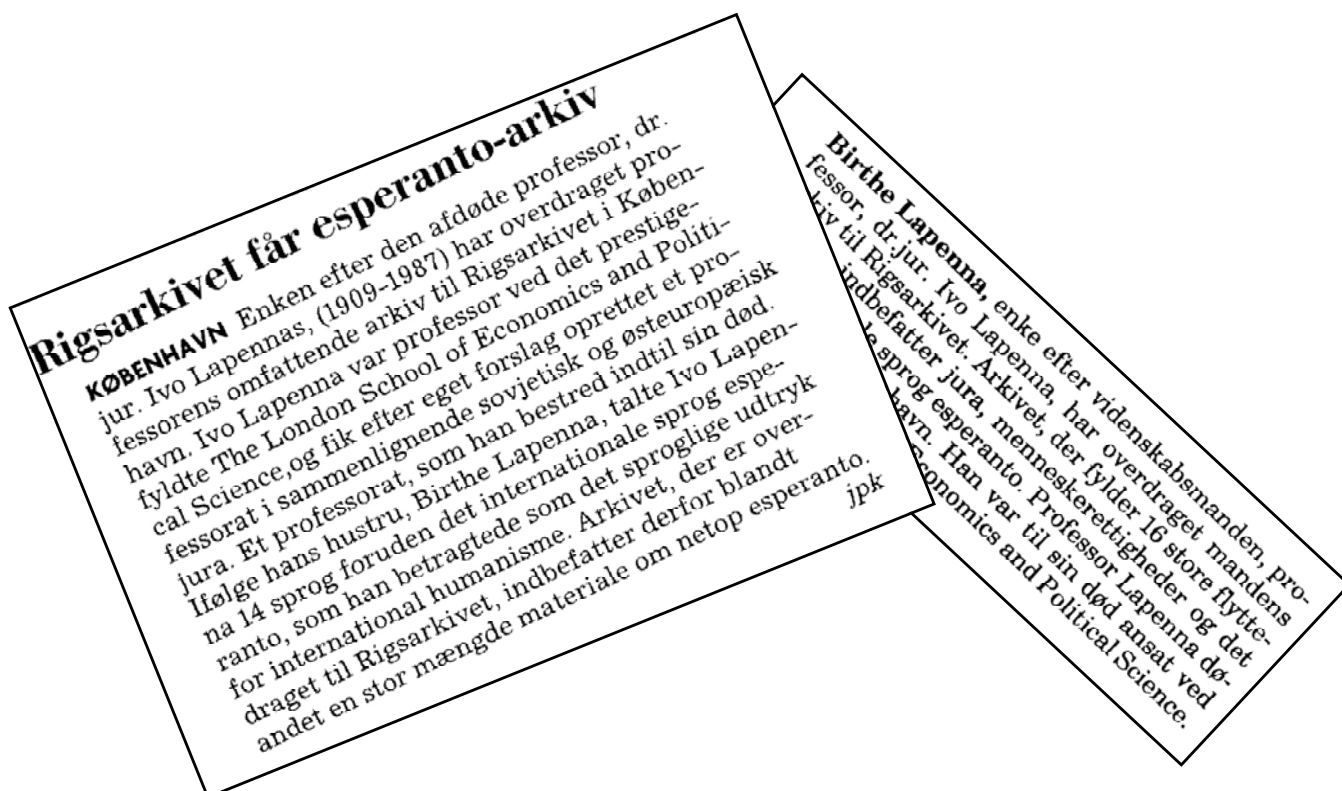 Rigsarkivet får esperanto-arkiv
KØBENHAVN Enken efter den afdøde professor, dr.
jur. Ivo Lapennas, (1909-1987) har overdraget pro-
fessorens omfattende arkiv til Rigsarkivet i Køben-
havn. Ivo Lapenna var professor ved det prestige-
fyldte The London School of Economics and Politi-
cal Science,og fik efter eget forslag oprettet et pro-
fessorat i sammenlignende sovjetisk og østeuropæisk
jura. Et professorat, som han bestred indtil sin død.
Ifølge hans hustru, Birthe Lapenna, talte Ivo Lapen-
na 14 sprog foruden det internationale sprog espe-
ranto, som han betragtede som det sproglige udtryk
for international humanisme. Arkivet, der er over-
draget til Rigsarkivet, indbefatter derfor blandt
andet en stor mængde materiale om netop esperanto.
jpk
Birthe Lapenna, enke efter videnskabsmanden, pro-
fessor, dr.jur. Ivo Lapenna, har overdraget mandens
til Rigsarkivet. Arkivet, der fylder 16 store flytte-
indbefatter jura, menneskerettigheder og det
sprog esperanto. Professor Lapenna dø-
havn. Han var til sin død ansat ved
Economics and Political Science.